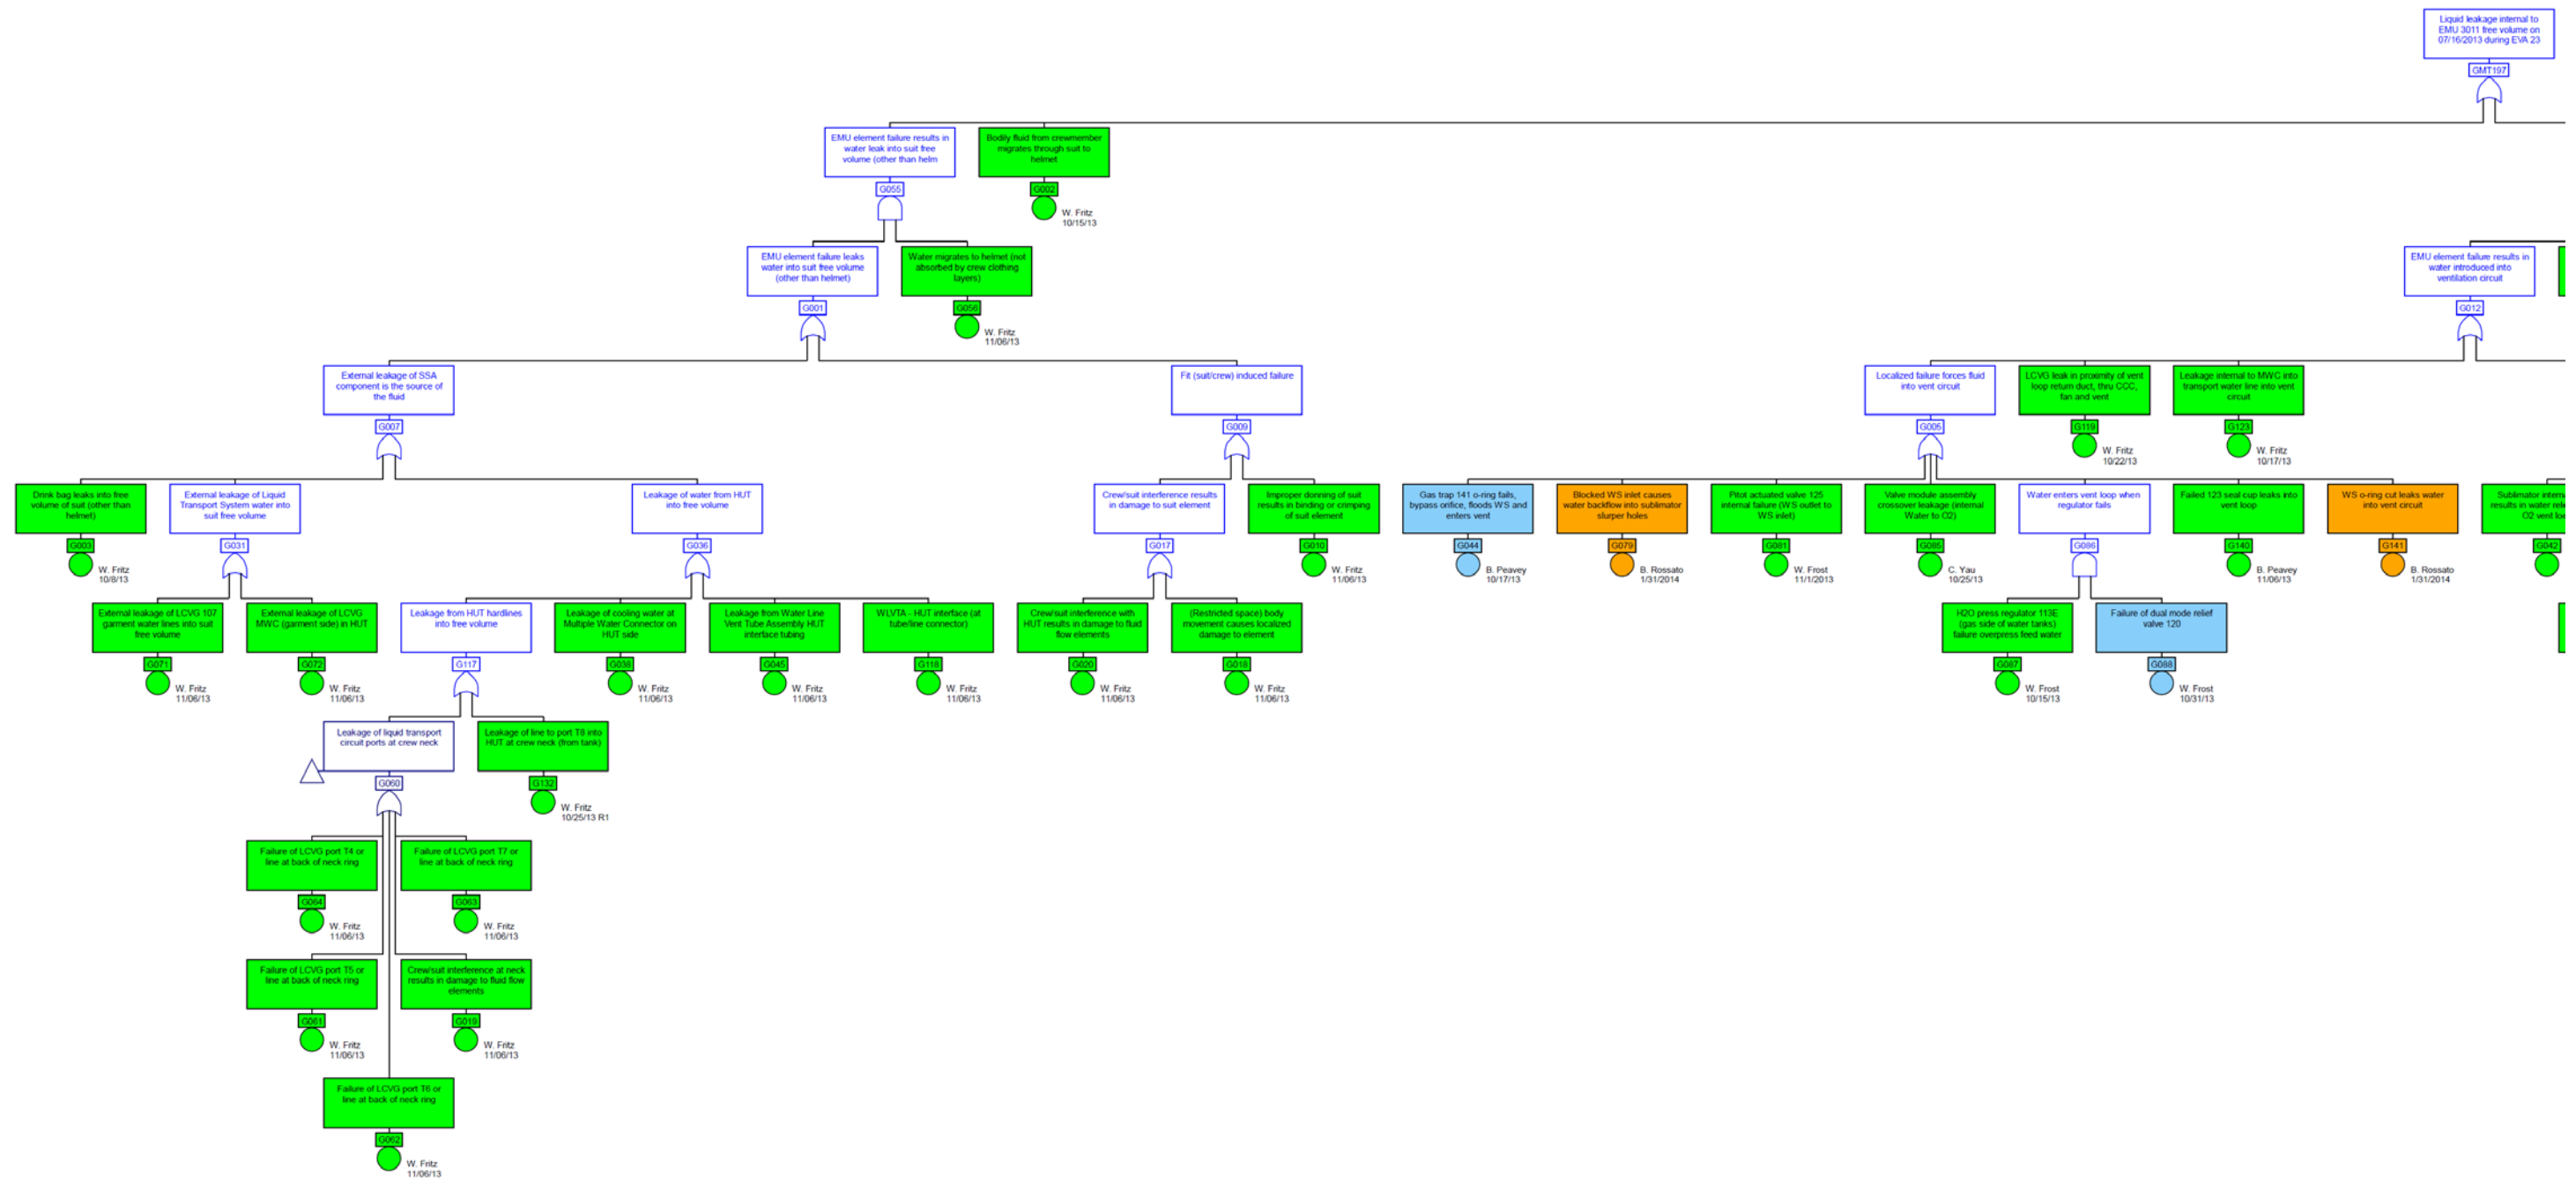 Liquid leakage internal to
EMU 3011 free volume on
07/16/2013 during EVA 23
GMT197
EMU element failure results in
water leak into suit free
volume (other than helm
G055
Bodily fluid from crewmember
migrates through suit to
helmet
G002
W. Fritz
10/15/13
EMU element failure leaks
water into suit free volume
(other than helmet)
G001
Water migrates to helmet (not
absorbed by crew clothing
layers)
G056
W. Fritz
11/06/13
EMU element failure results in
water introduced into
ventilation circuit
G012
External leakage of SSA
component is the source of
the fluid
G007
Fit (suit/crew) induced failure
G009
Localized failure forces fluid
into vent circuit
G005
LCVG leak in proximity of vent
loop return duct, thru CCC,
fan and vent
G119
W. Fritz
10/22/13
Leakage internal to MWC into
transport water line into vent
circuit
G123
W. Fritz
10/17/13
Drink bag leaks into free
volume of suit (other than
helmet)
G003
W. Fritz
10/8/13
External leakage of Liquid
Transport System water into
suit free volume
G031
Leakage of water from HUT
into free volume
G036
Crew/suit interference results
in damage to suit element
G017
Improper donning of suit
results in binding or crimping
of suit element
G010
W. Fritz
11/06/13
Gas trap 141 o-ring fails,
bypass orifice, floods WS and
enters vent
G044
B. Peavey
10/17/13
Blocked WS inlet causes
water backflow into sublimator
slurper holes
G079
B. Rossato
1/31/2014
Pitot actuated valve 125
internal failure (WS outlet to
WS inlet)
G081
W. Frost
11/1/2013
Valve module assembly
crossover leakage (internal
Water to O2)
G085
C. Yau
10/25/13
Water enters vent loop when
regulator fails
G086
Failed 123 seal cup leaks into
vent loop
G140
B. Peavey
11/06/13
WS o-ring cut leaks water
into vent circuit
G141
B. Rossato
1/31/2014
Sublimator intern
results in water rele
O2 vent loo
G042
External leakage of LCVG 107
garment water lines into suit
free volume
G071
W. Fritz
11/06/13
External leakage of LCVG
MWC (garment side) in HUT
G072
W. Fritz
11/06/13
Leakage from HUT hardlines
into free volume
G117
Leakage of cooling water at
Multiple Water Connector on
HUT side
G038
W. Fritz
11/06/13
Leakage from Water Line
Vent Tube Assembly HUT
interface tubing
G045
W. Fritz
11/06/13
WLVTA - HUT interface (at
tube/line connector)
G118
W. Fritz
11/06/13
Crew/suit interference with
HUT results in damage to fluid
flow elements
G020
W. Fritz
11/06/13
(Restricted space) body
movement causes localized
damage to element
G018
W. Fritz
11/06/13
H2O press regulator 113E
(gas side of water tanks)
failure overpress feed water
G087
W. Frost
10/15/13
Failure of dual mode relief
valve 120
G088
W. Frost
10/31/13
Leakage of liquid transport
circuit ports at crew neck
G060
Leakage of line to port T8 into
HUT at crew neck (from tank)
G132
W. Fritz
10/25/13 R1
Failure of LCVG port T4 or
line at back of neck ring
G064
W. Fritz
11/06/13
Failure of LCVG port T7 or
line at back of neck ring
G063
W. Fritz
11/06/13
Failure of LCVG port T5 or
line at back of neck ring
G061
W. Fritz
11/06/13
Crew/suit interference at neck
results in damage to fluid flow
elements
G019
W. Fritz
11/06/13
Failure of LCVG port T6 or
line at back of neck ring
G062
W. Fritz
11/06/13